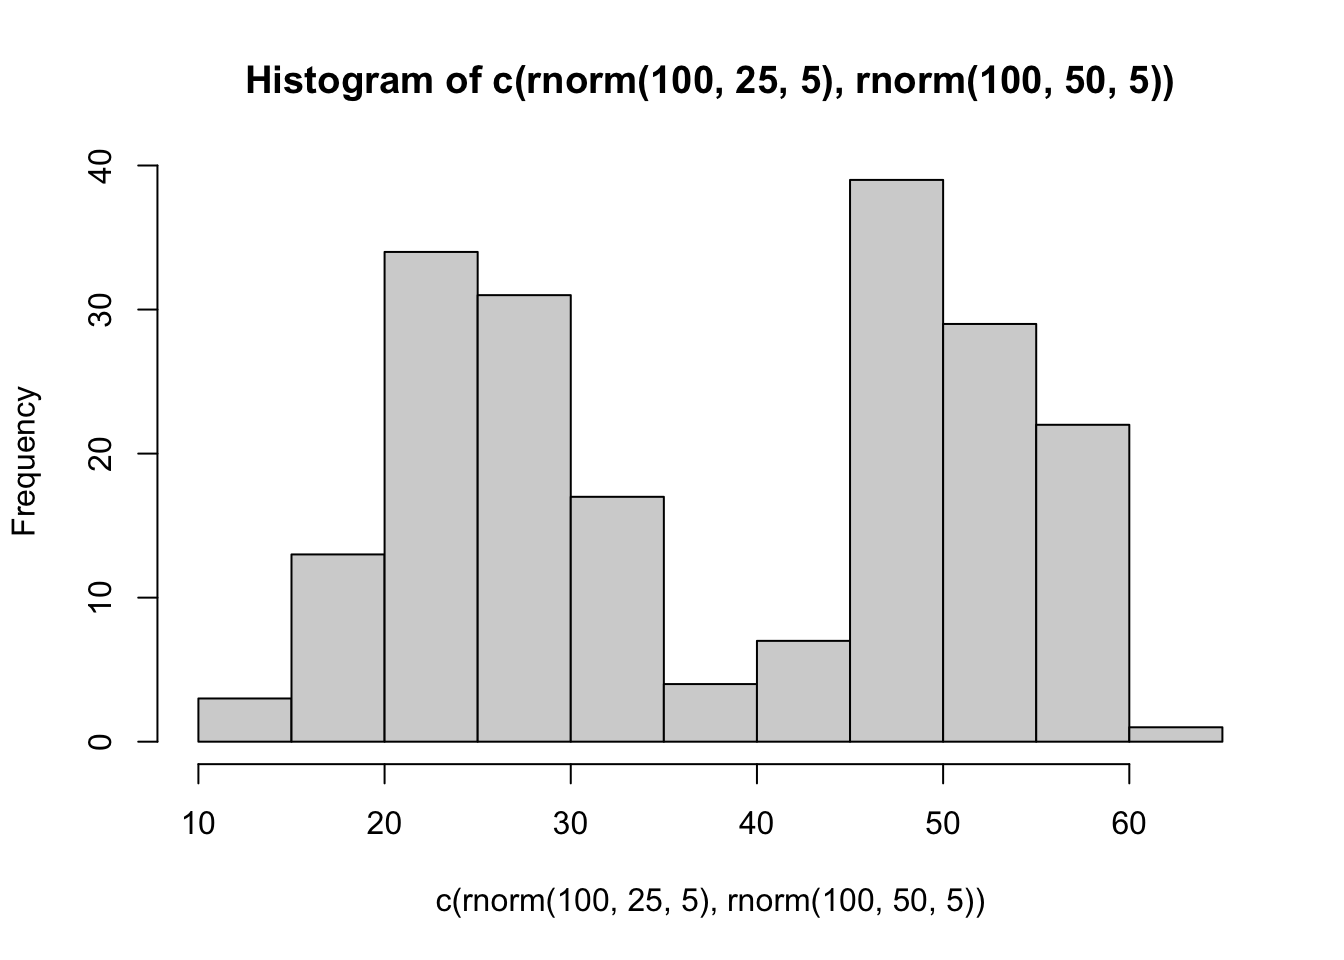 Histogram of c(rnorm(100, 25, 5), rnorm(100, 50, 5))
Frequency
40
30
20
10
0
10 20 30 40 50 60
c(rnorm(100, 25, 5), rnorm(100, 50, 5))